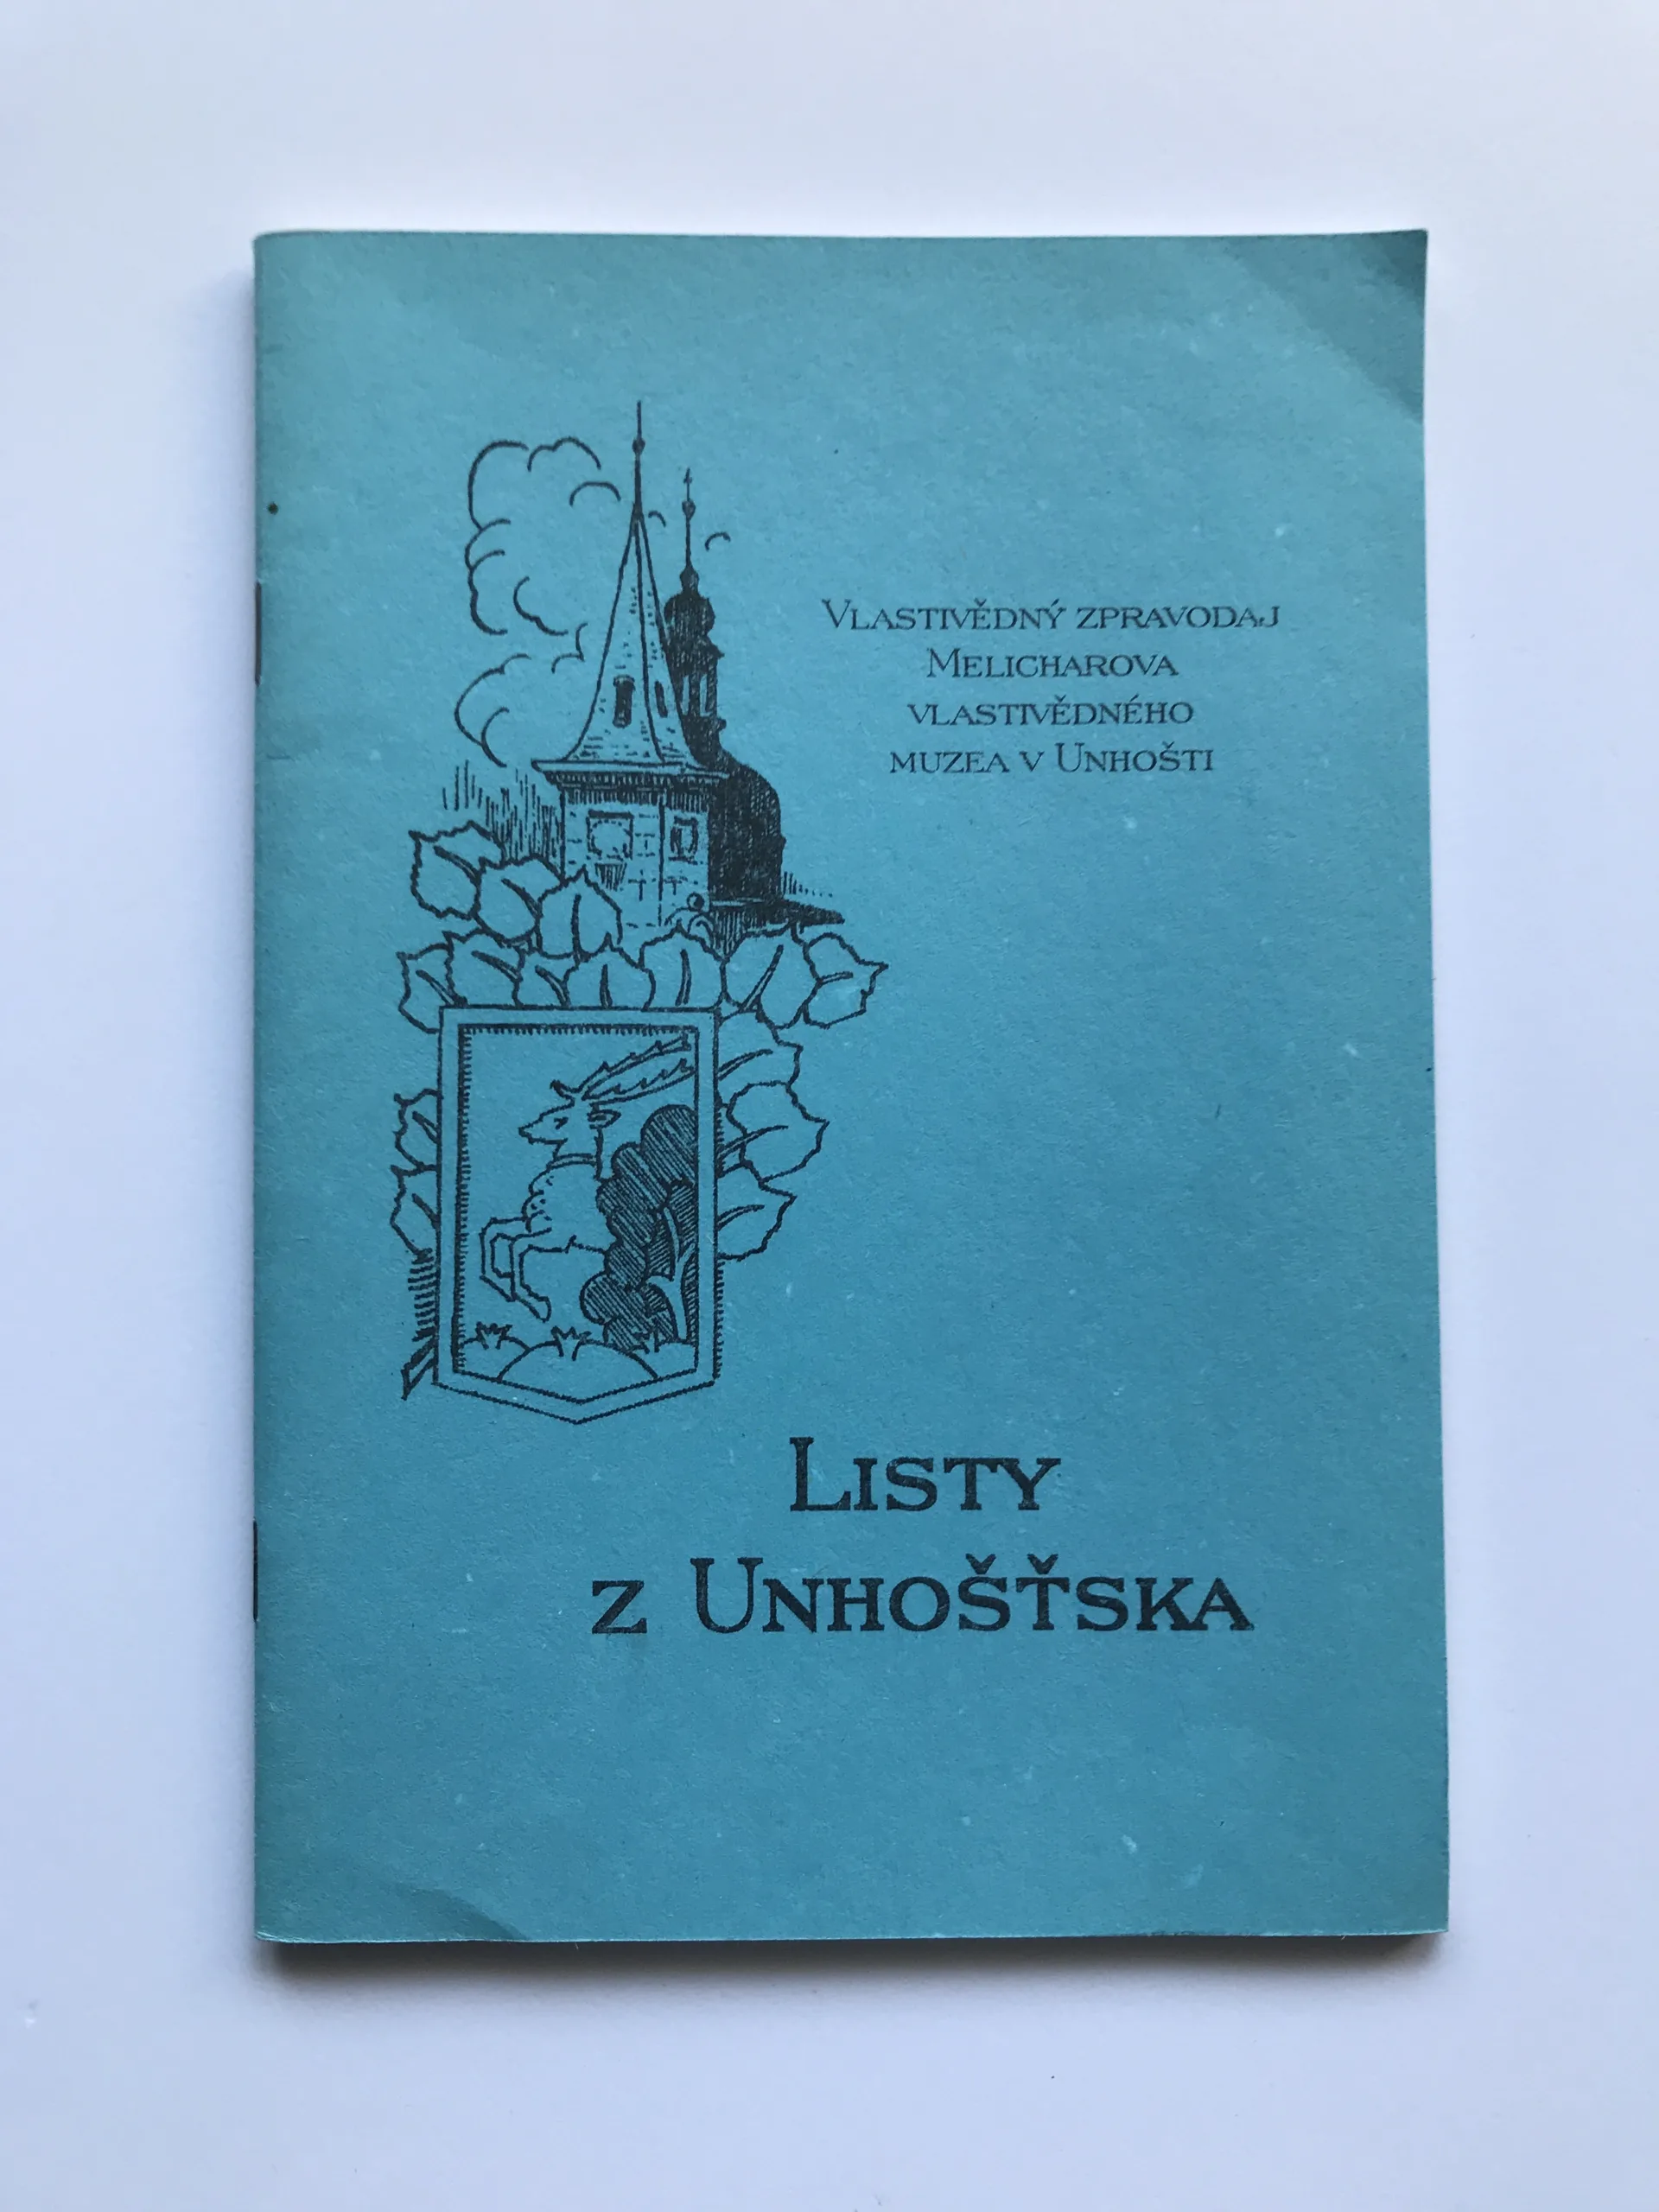 Vlastivědný zpravodaj
Melicharova
vlastivědného
muzea v Unhošti
Listy
z Unhošťska